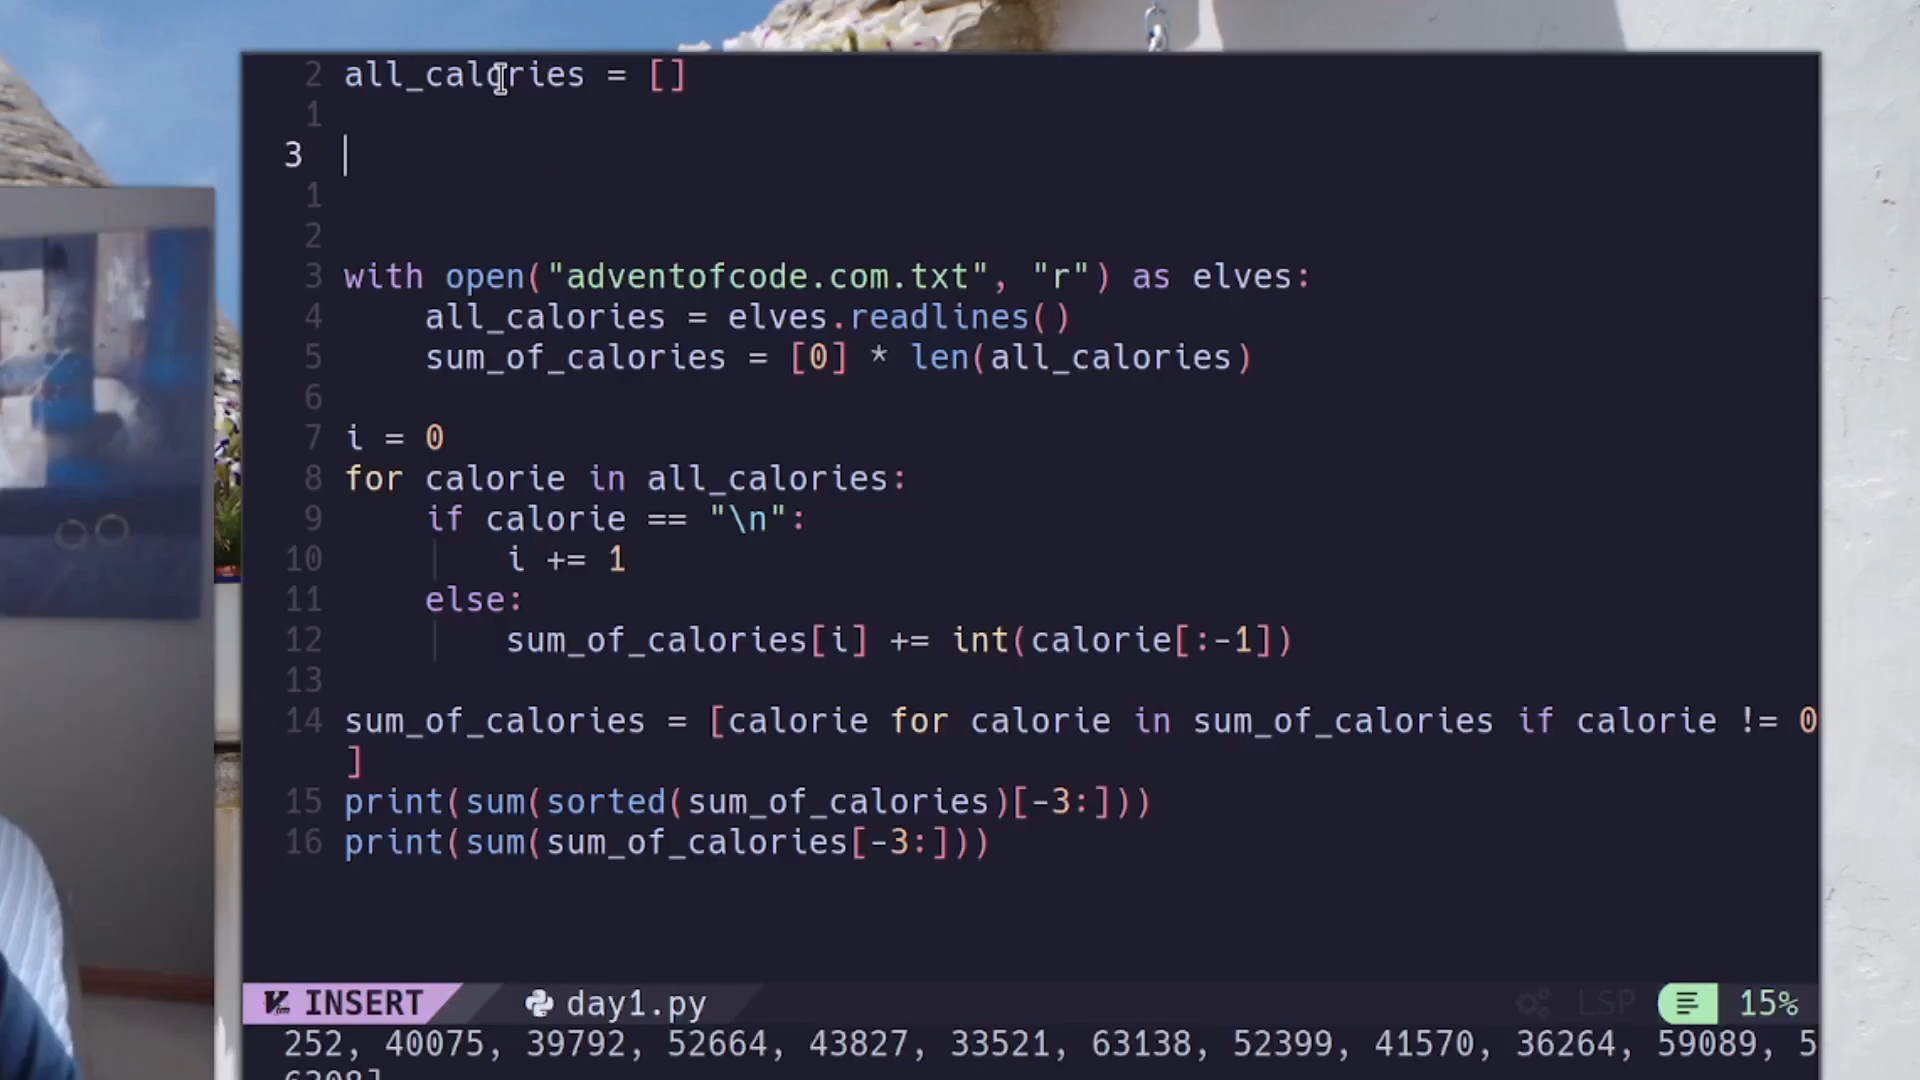 2 all_calories = []
1
3
1
2
3 with open("adventofcode.com.txt", "r") as elves:
4 all_calories = elves.readlines()
5 sum_of_calories = [0] * len(all_calories)
6
7 i = 0
8 for calorie in all_calories:
9 if calorie == "\n":
10 i += 1
11 else:
12 sum_of_calories[i] += int(calorie[:-1])
13
14 sum_of_calories = [calorie for calorie in sum_of_calories if calorie != 0
]
15 print(sum(sorted(sum_of_calories)[-3:]))
16 print(sum(sum_of_calories[-3:]))
INSERT day1.py LSP 15%
252, 40075, 39792, 52664, 43827, 33521, 63138, 52399, 41570, 36264, 59089, 5
6308]